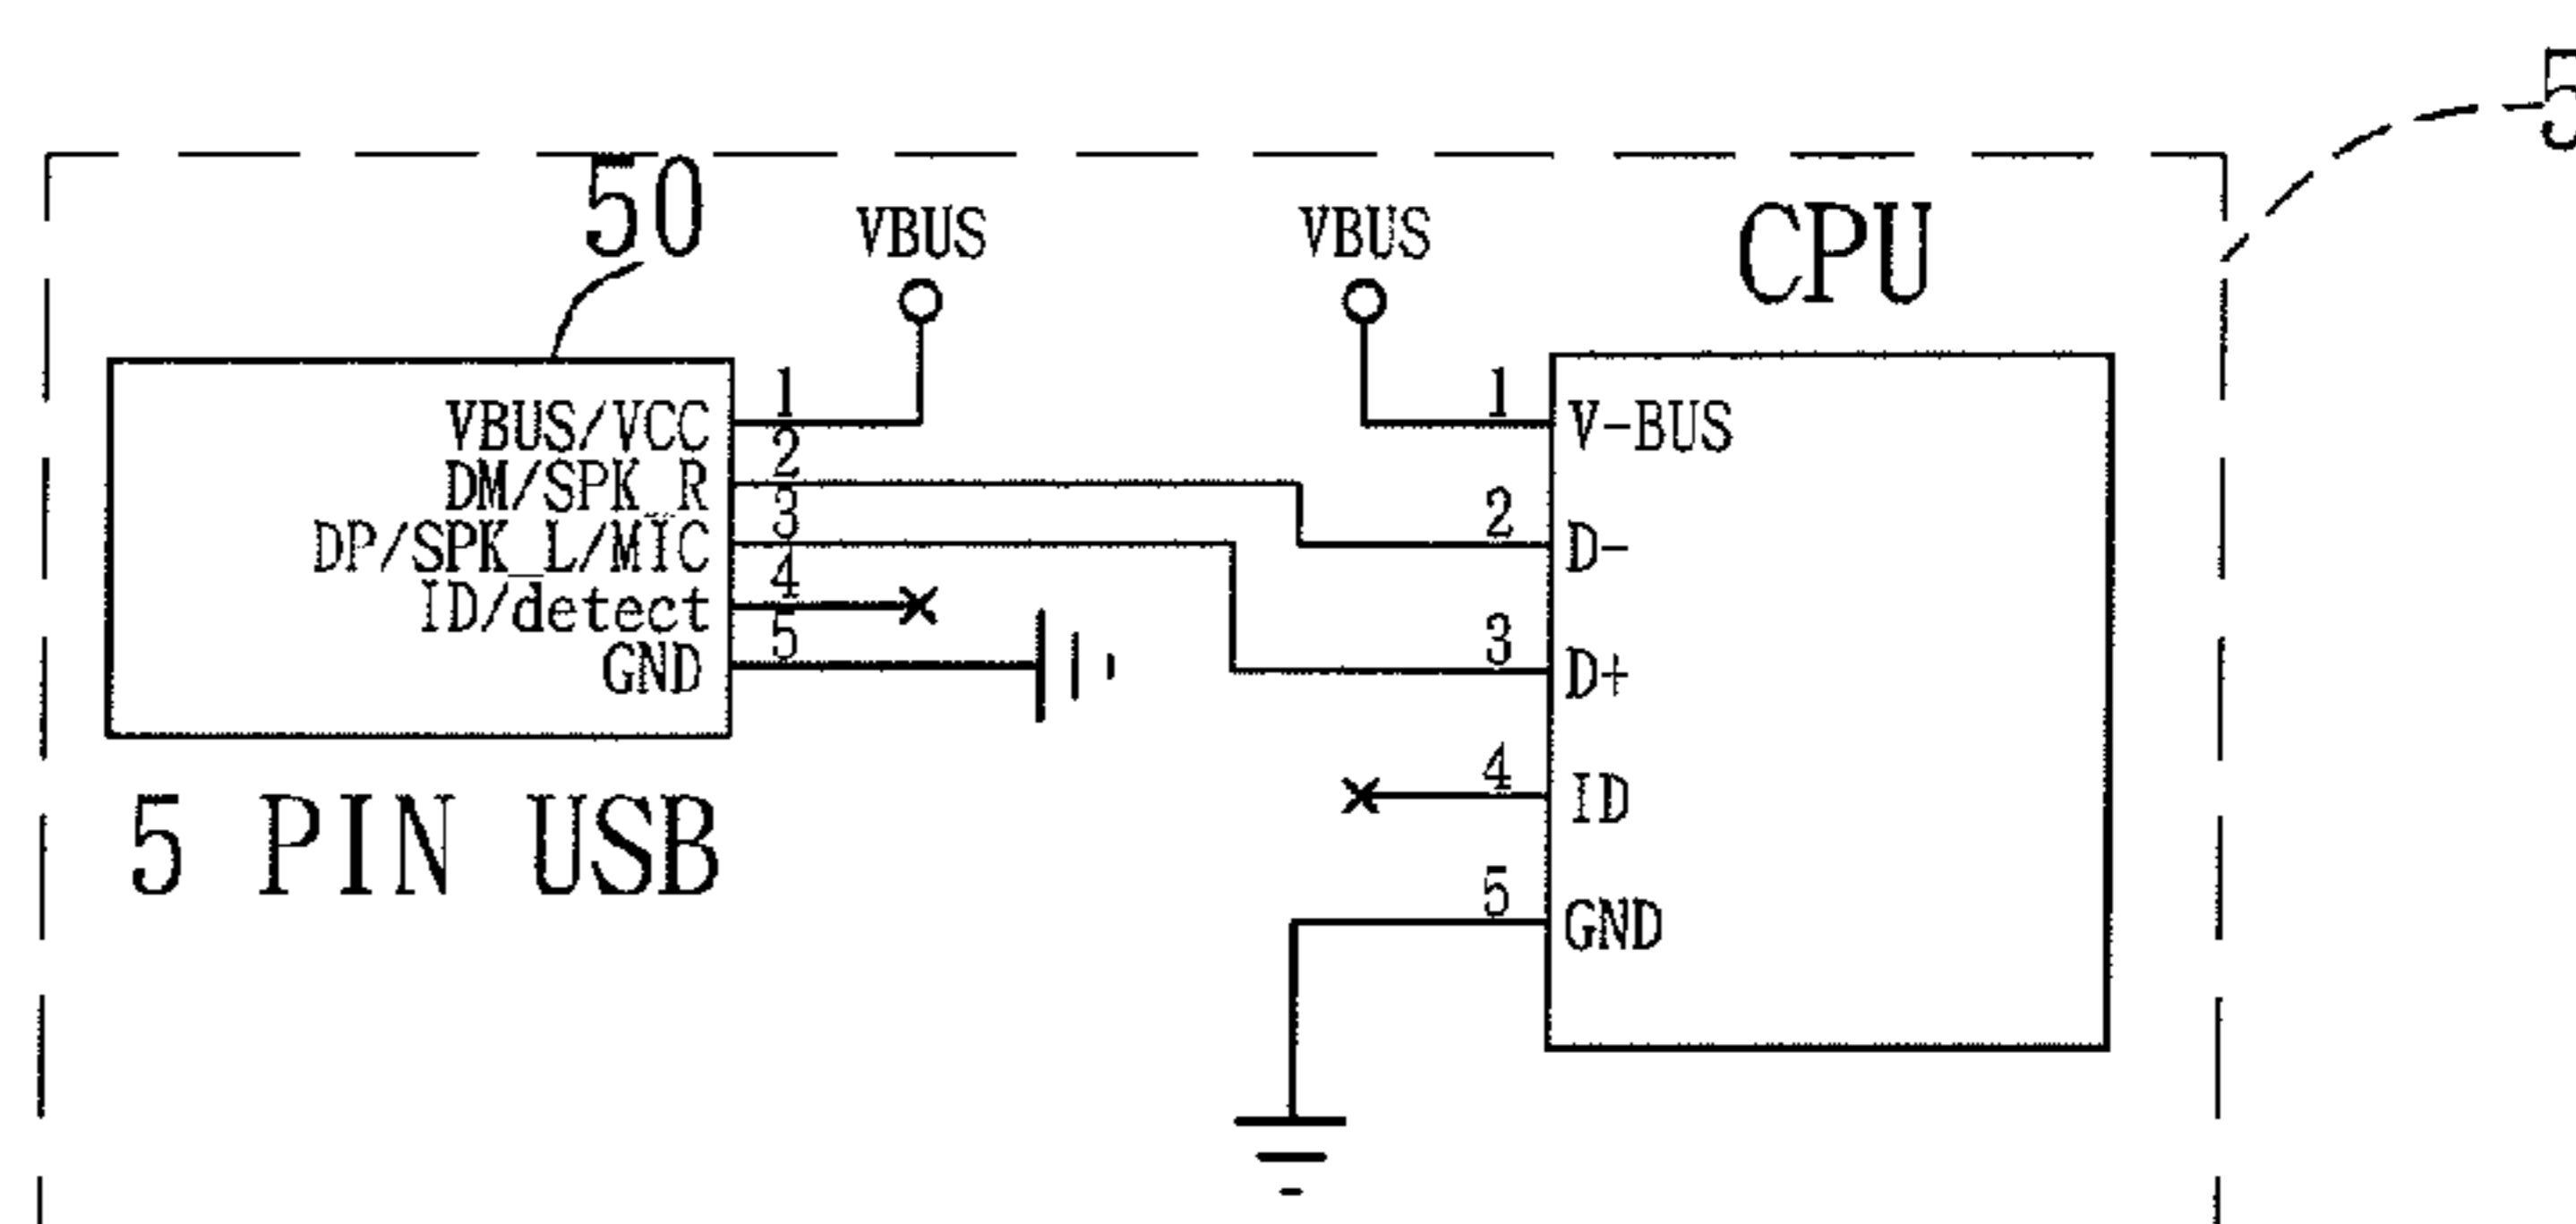 5
50
VBUS
VBUS
CPU
VBUS/VCC
DM/SPK_R
DP/SPK_L/MIC
ID/detect
GND
1
2
3
4
5
5 PIN USB
1
2
3
4
5
V-BUS
D-
D+
ID
GND